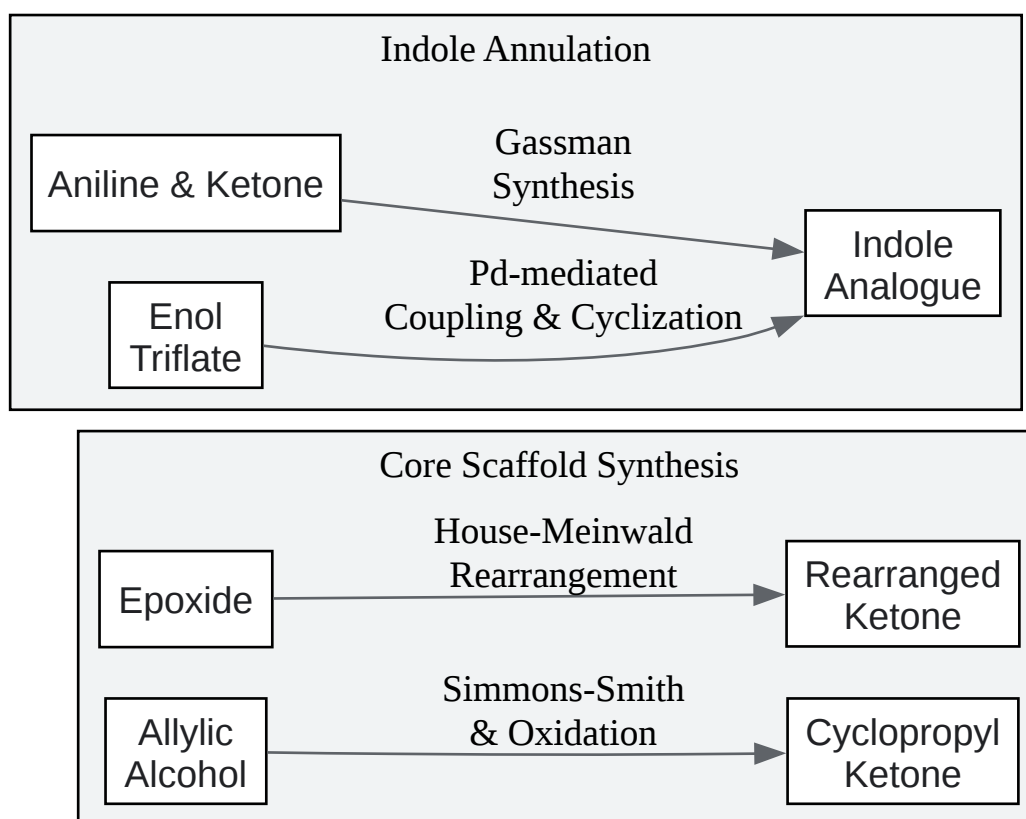 Indole Annulation
Aniline & Ketone
Gassman
Synthesis
Indole
Analogue
Enol
Triflate
Pd-mediated
Coupling & Cyclization
Core Scaffold Synthesis
Epoxide
House-Meinwald
Rearrangement
Rearranged
Ketone
Allylic
Alcohol
Simmons-Smith
& Oxidation
Cyclopropyl
Ketone